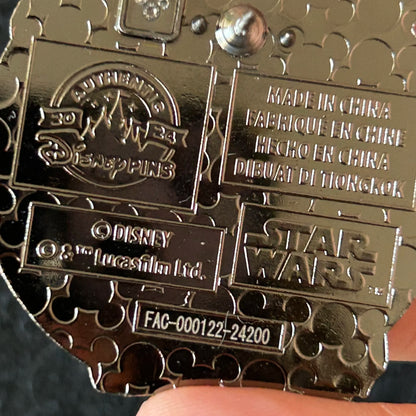 AUTHENTIC
20 24
Disney PINS
MADE IN CHINA
FABRIQUÉ EN CHINE
HECHO EN CHINA
DIBUAT DI TIONGKOK
© DISNEY
© & ™ Lucasfilm Ltd.
STAR
WARS
FAC-000122-24200